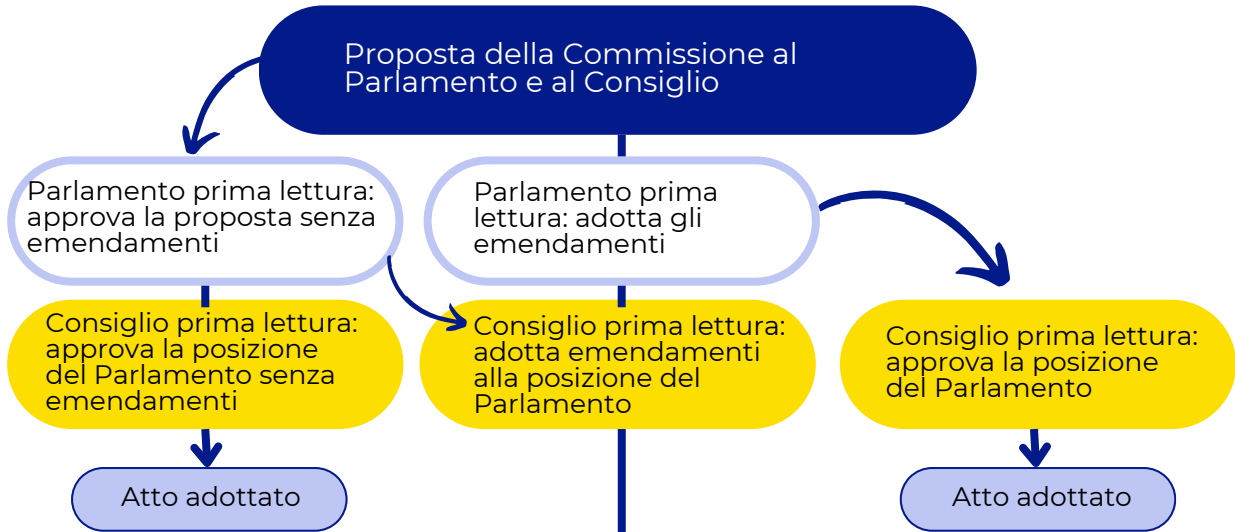 Proposta della Commissione al
Parlamento e al Consiglio
Parlamento prima lettura:
approva la proposta senza
emendamenti
Parlamento prima
lettura: adotta gli
emendamenti
Consiglio prima lettura:
approva la posizione
del Parlamento senza
emendamenti
Consiglio prima lettura:
adotta emendamenti
alla posizione del
Parlamento
Consiglio prima lettura:
approva la posizione
del Parlamento
Atto adottato
Atto adottato